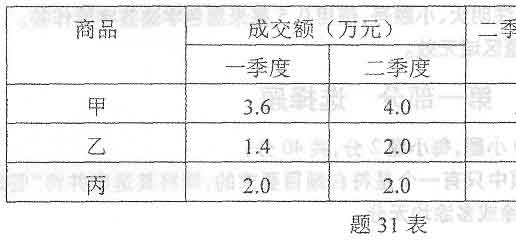 商品 成交额（万元） 二季
一季度 二季度
甲 3.6 4.0
乙 1.4 2.0
丙 2.0 2.0
题 31 表